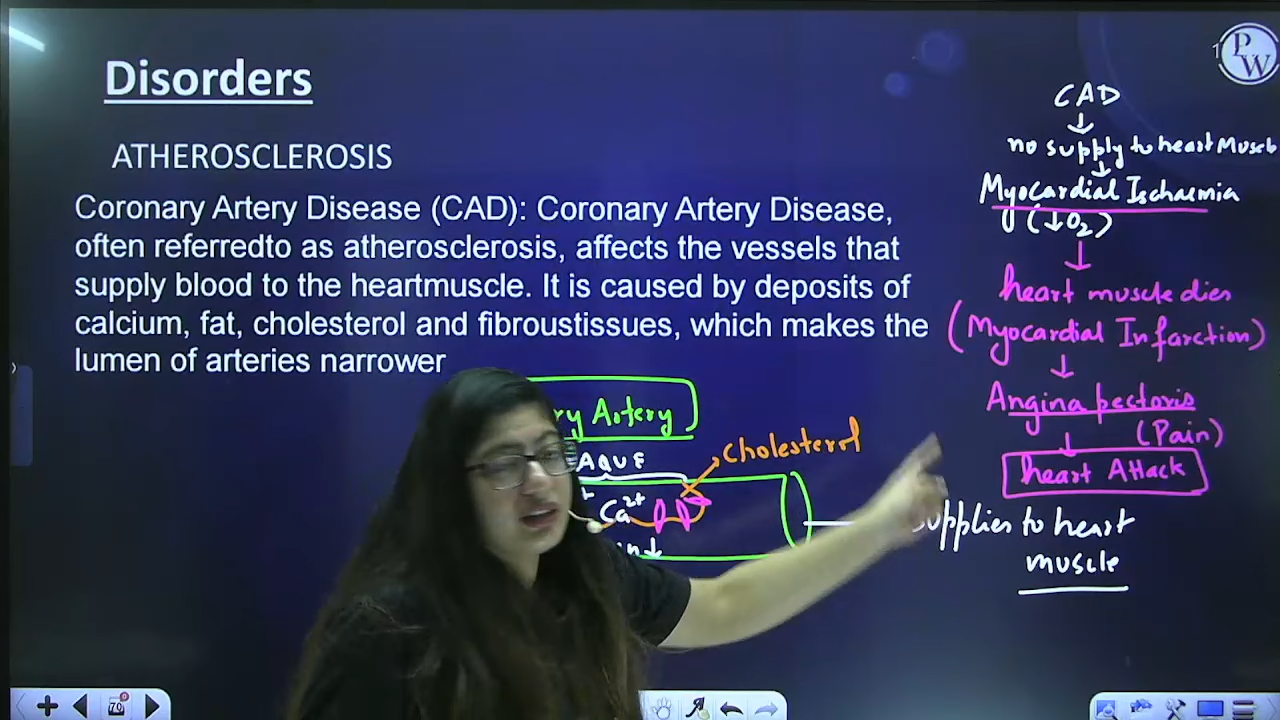 Disorders
ATHEROSCLEROSIS
Coronary Artery Disease (CAD): Coronary Artery Disease,
often referredto as atherosclerosis, affects the vessels that
supply blood to the heartmuscle. It is caused by deposits of
calcium, fat, cholesterol and fibroustissues, which makes the
lumen of arteries narrower
ry Artery
AQUE
Cholesterol
Ca²⁺
PW
CAD
↓
no supply to heart Muscle
↓
Myocardial Ischaemia
(↓O₂)
↓
heart muscle dies
(Myocardial Infarction)
↓
Angina pectoris
(Pain)
↓
heart Attack
supplies to heart
muscle
70